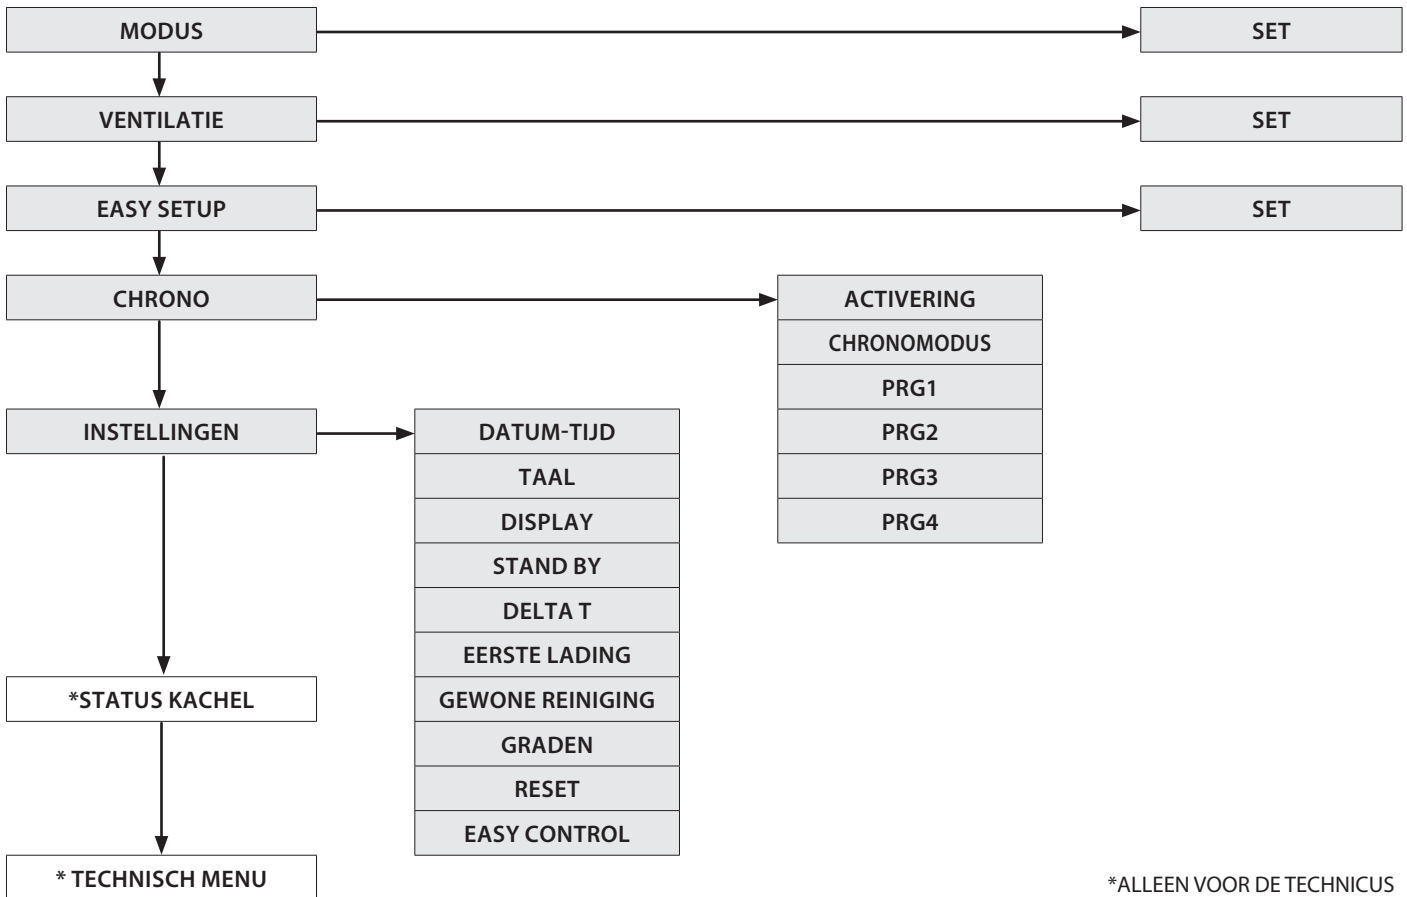 MODUS
SET
VENTILATIE
SET
EASY SETUP
SET
CHRONO
ACTIVERING
CHRONOMODUS
PRG1
PRG2
PRG3
PRG4
INSTELLINGEN
DATUM-TIJD
TAAL
DISPLAY
STAND BY
DELTA T
EERSTE LADING
GEWONE REINIGING
GRADEN
RESET
EASY CONTROL
*STATUS KACHEL
* TECHNISCH MENU
*ALLEEN VOOR DE TECHNICUS